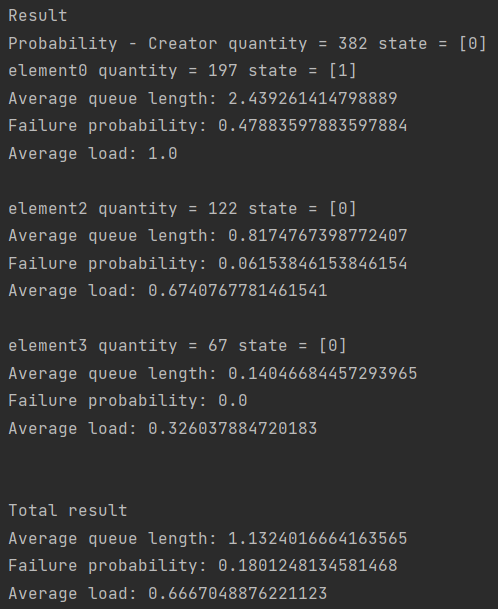 Result
Probability - Creator quantity = 382 state = [0]
element0 quantity = 197 state = [1]
Average queue length: 2.439261414798889
Failure probability: 0.47883597883597884
Average load: 1.0
element2 quantity = 122 state = [0]
Average queue length: 0.8174767398772407
Failure probability: 0.06153846153846154
Average load: 0.6740767781461541
element3 quantity = 67 state = [0]
Average queue length: 0.14046684457293965
Failure probability: 0.0
Average load: 0.326037884720183
Total result
Average queue length: 1.1324016664163565
Failure probability: 0.1801248134581468
Average load: 0.6667048876221123